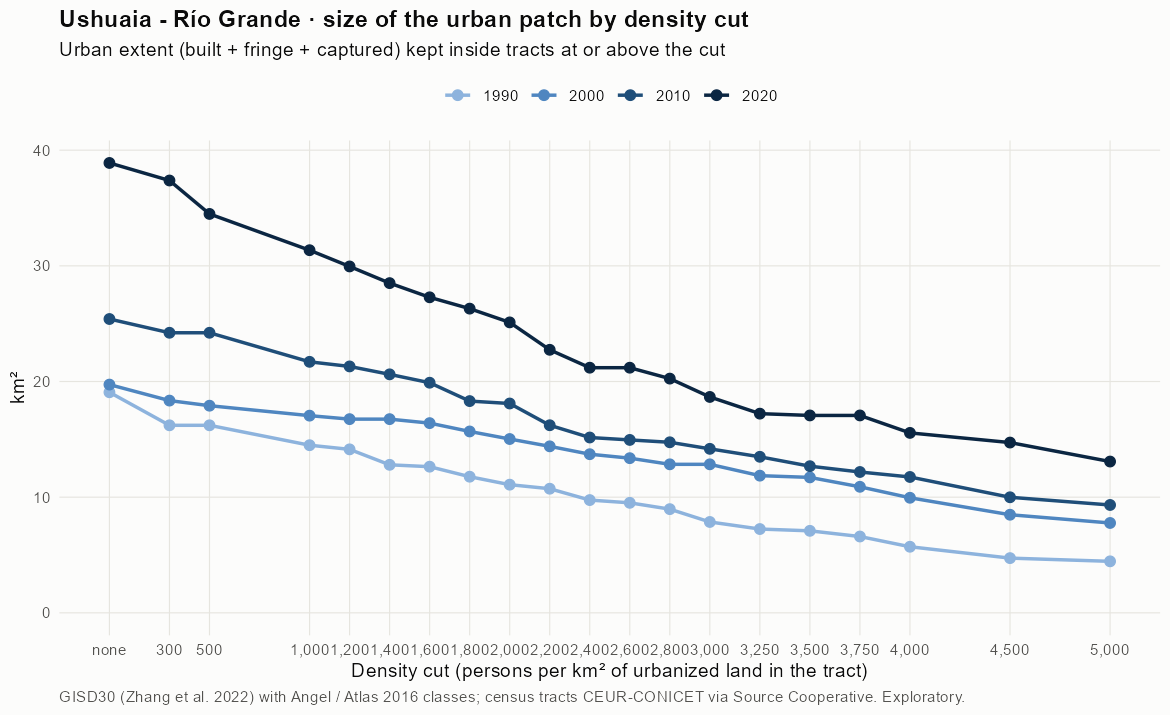 Ushuaia - Río Grande · size of the urban patch by density cut
Urban extent (built + fringe + captured) kept inside tracts at or above the cut
1990 2000 2010 2020
40
30
20
10
0
km²
none 300 500 1,000 1,200 1,400 1,600 1,800 2,000 2,200 2,400 2,600 2,800 3,000 3,250 3,500 3,750 4,000 4,500 5,000
Density cut (persons per km² of urbanized land in the tract)
GISD30 (Zhang et al. 2022) with Angel / Atlas 2016 classes; census tracts CEUR-CONICET via Source Cooperative. Exploratory.